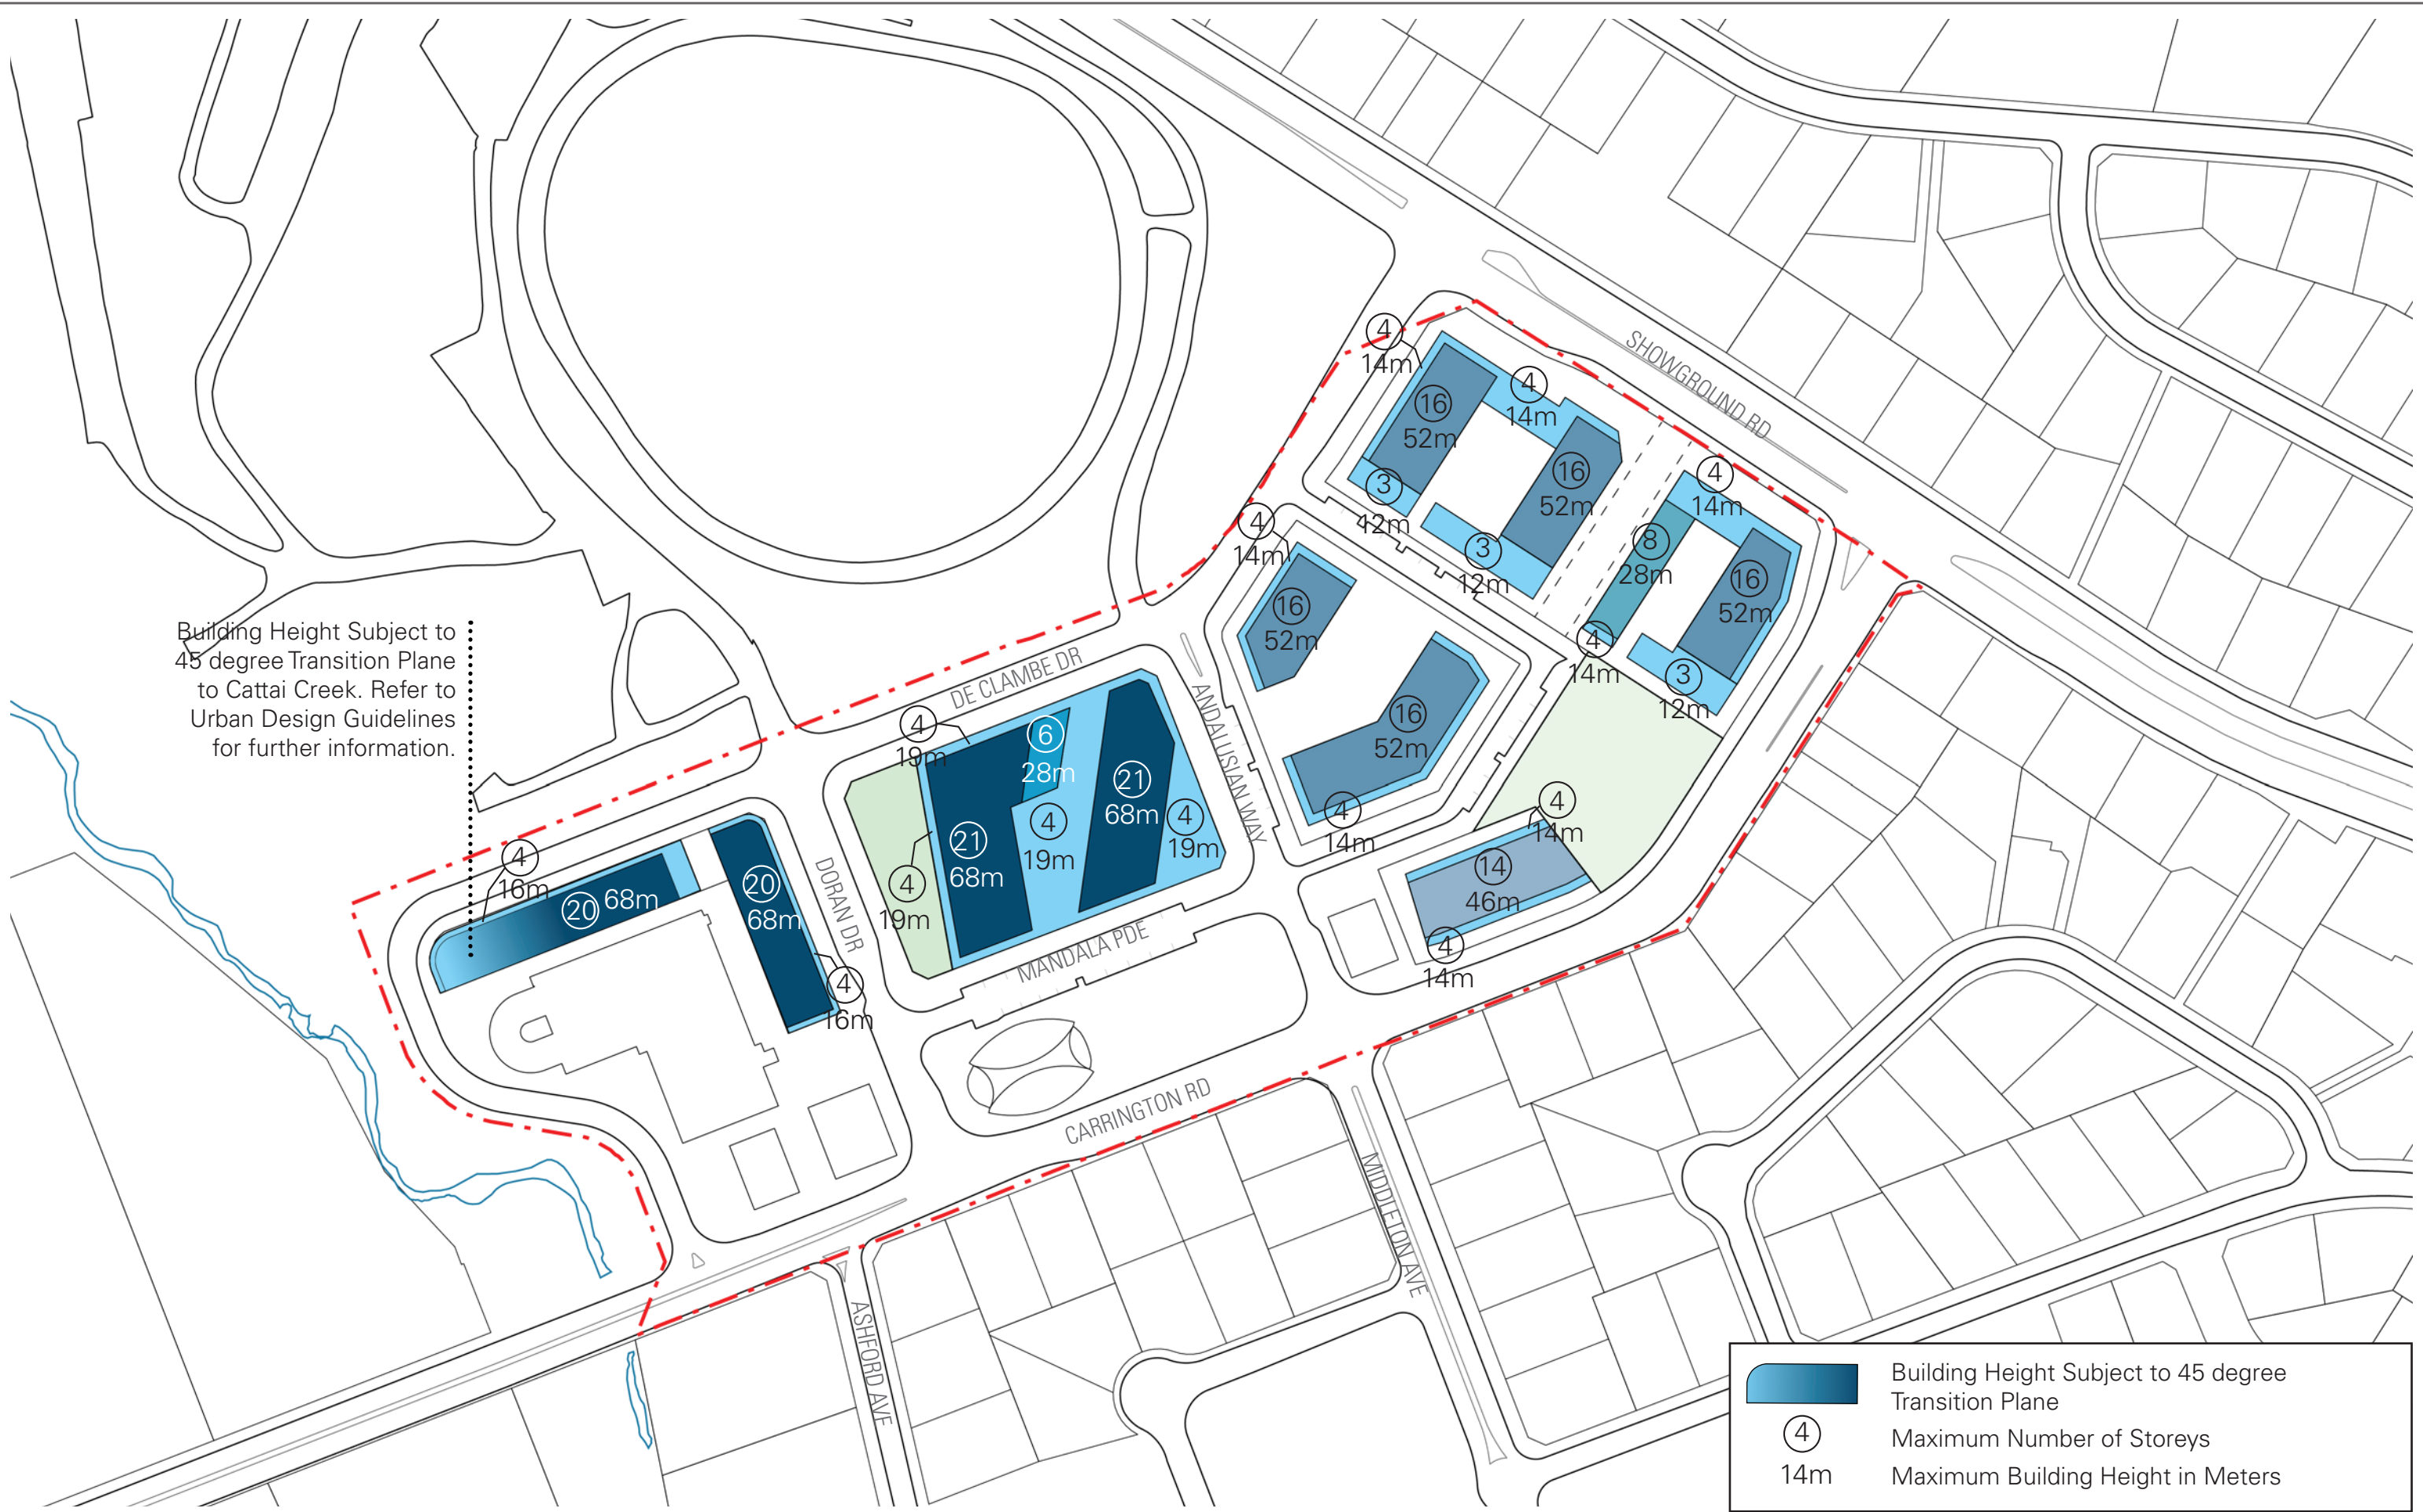 4
14m
SHOWGROUND RD
4
14m
16
52m
16
52m
4
14m
3
12m
4
14m
3
12m
8
28m
16
52m
16
52m
4
14m
3
12m
Building Height Subject to
45 degree Transition Plane
to Cattai Creek. Refer to
Urban Design Guidelines
for further information.
DE CLAMBE DR
ANDALUSIAN WAY
16
52m
4
14m
4
19m
6
28m
21
68m
4
19m
21
68m
4
19m
4
19m
4
14m
14
46m
4
14m
4
16m
20 68m
20
68m
DORAN DR
4
16m
MANDALA PDE
CARRINGTON RD
MIDDLETON AVE
ASHFORD AVE
Building Height Subject to 45 degree
Transition Plane
4
Maximum Number of Storeys
14m
Maximum Building Height in Meters